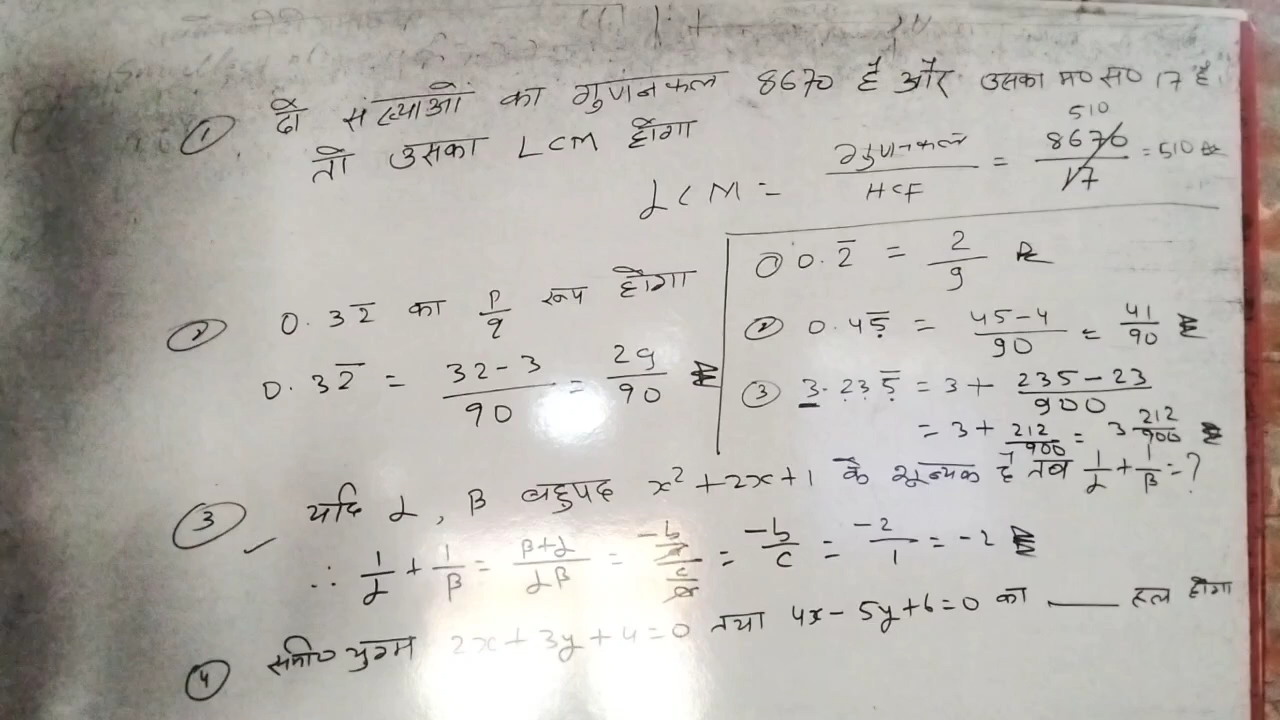 ① दो संख्याओ का गुणनफल 8670 है और उसका म० स० 17 है
तो उसका LCM होगा
LCM = गुणनफल / HCF = 8670 / 17 = 510
510
② 0.32̅ का p/q रूप होगा
0.32̅ = (32-3)/90 = 29/90
① 0.2̅ = 2/9
② 0.45̅ = (45-4)/90 = 41/90
③ 3.235̅ = 3 + (235-23)/900
= 3 + 212/900 = 3 212/900
③ यदि α, β बहुपद x² + 2x + 1 के शून्यक है तब 1/α + 1/β = ?
∴ 1/α + 1/β = (β+α)/αβ = (-b/a)/(c/a) = -b/c = -2/1 = -2
④ समी० युग्म 2x + 3y + 4 = 0 तथा 4x - 5y + 6 = 0 का ___ हल होगा